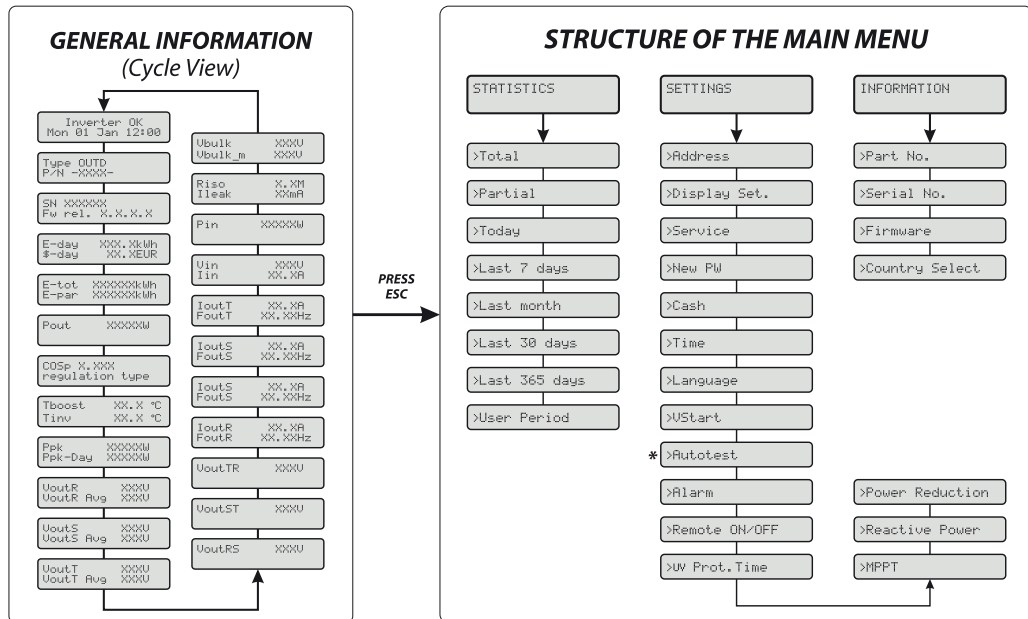 GENERAL INFORMATION
(Cycle View)
Inverter OK
Mon 01 Jan 12:00
Type OUTD
P/N -XXXX-
SN XXXXXX
Fw rel. X.X.X.X
E-day XXX.XkWh
$-day XX.XEUR
E-tot XXXXXXkWh
E-par XXXXXXkWh
Pout XXXXXW
COSp X.XXX
regulation type
Tboost XX.X °C
Tinv XX.X °C
Ppk XXXXXW
Ppk-Day XXXXXW
VoutR XXXV
VoutR Avg XXXV
VoutS XXXV
VoutS Avg XXXV
VoutT XXXV
VoutT Avg XXXV
Vbulk XXXV
Vbulk_m XXXV
Riso X.XM
Ileak XXmA
Pin XXXXXW
Vin XXXV
Iin XX.XA
IoutT XX.XA
FoutT XX.XXHz
IoutS XX.XA
FoutS XX.XXHz
IoutS XX.XA
FoutS XX.XXHz
IoutR XX.XA
FoutR XX.XXHz
VoutTR XXXV
VoutST XXXV
VoutRS XXXV
PRESS
ESC
STRUCTURE OF THE MAIN MENU
STATISTICS
>Total
>Partial
>Today
>Last 7 days
>Last month
>Last 30 days
>Last 365 days
>User Period
SETTINGS
>Address
>Display Set.
>Service
>New PW
>Cash
>Time
>Language
>VStart
* >Autotest
>Alarm
>Remote ON/OFF
>UV Prot.Time
INFORMATION
>Part No.
>Serial No.
>Firmware
>Country Select
>Power Reduction
>Reactive Power
>MPPT